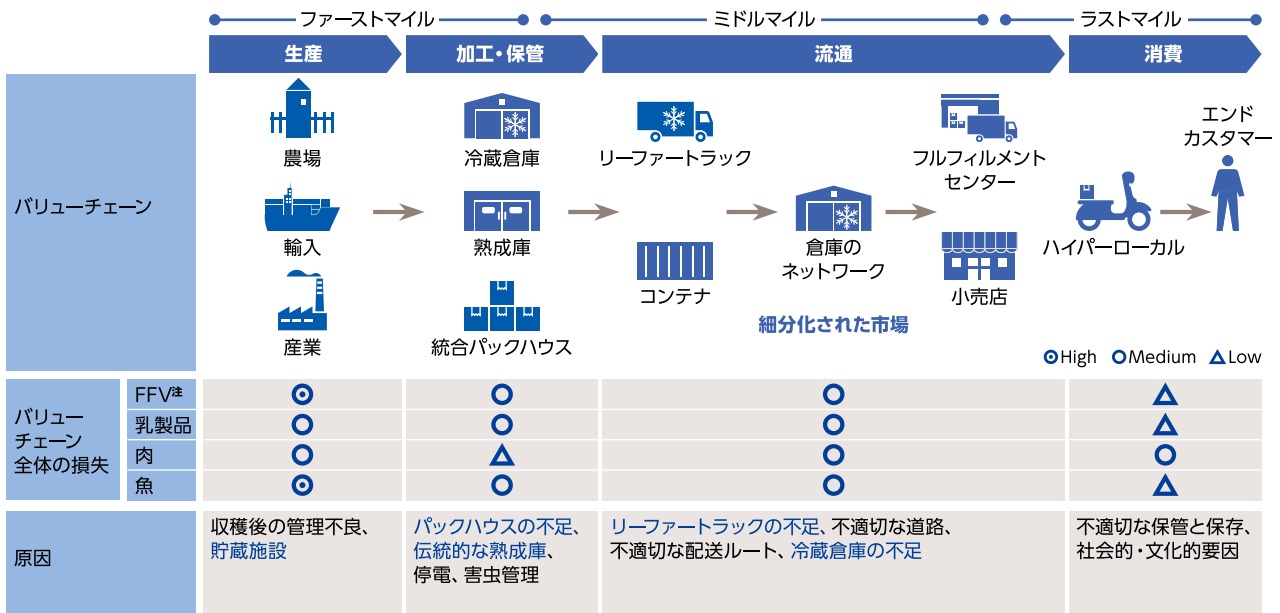 ファーストマイル
ミドルマイル
ラストマイル
生産
加工・保管
流通
消費
バリューチェーン
農場
輸入
産業
冷蔵倉庫
熟成庫
統合パックハウス
リーファートラック
コンテナ
倉庫の
ネットワーク
細分化された市場
フルフィルメント
センター
小売店
ハイパーローカル
エンド
カスタマー
High
Medium
Low
バリュー
チェーン
全体の損失
FFV注
乳製品
肉
魚
原因
収穫後の管理不良、
貯蔵施設
パックハウスの不足、
伝統的な熟成庫、
停電、害虫管理
リーファートラックの不足、不適切な道路、
不適切な配送ルート、冷蔵倉庫の不足
不適切な保管と保存、
社会的・文化的要因